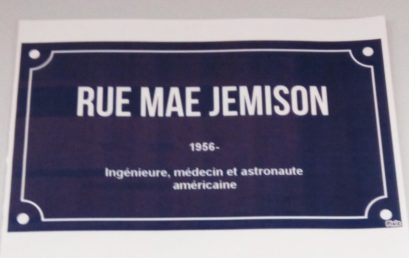 RUE MAE JEMISON
1956-
Ingénieure, médecin et astronaute
américaine